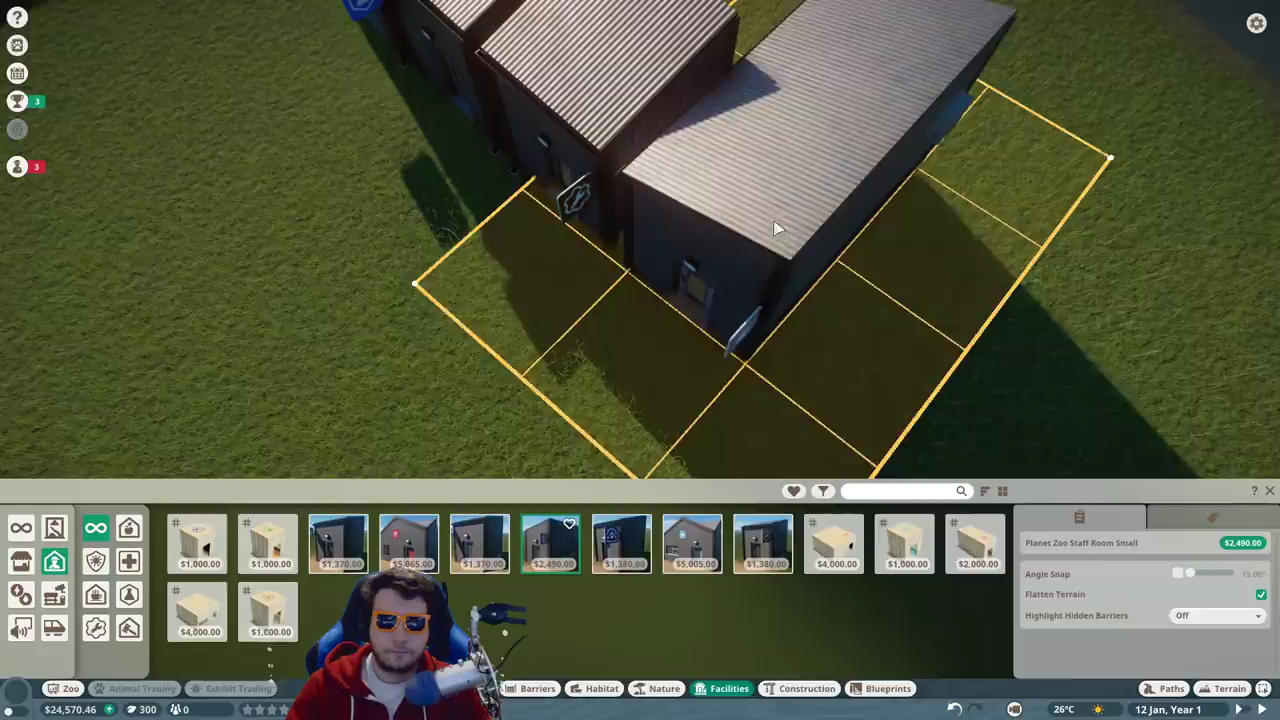 ?
3
3
? ×
$1,000.00 $1,000.00 $1,370.00 $5,065.00 $1,370.00 $2,490.00 $1,380.00 $5,005.00 $1,380.00 $4,000.00 $1,000.00 $2,000.00
$4,000.00 $1,000.00
Planet Zoo Staff Room Small $2,490.00
Angle Snap 15.00°
Flatten Terrain
Highlight Hidden Barriers Off
Zoo Animal Trading Exhibit Trading Barriers Habitat Nature Facilities Construction Blueprints Paths Terrain
$24,570.46 300 0 26°C 12 Jan, Year 1